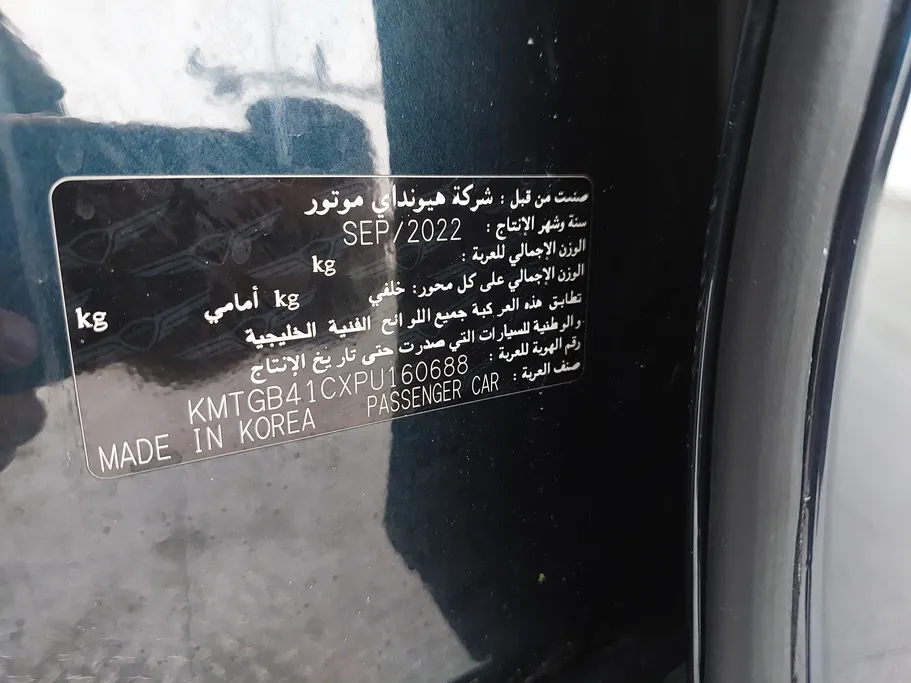 صنعت من قبل : شركة هيونداي موتور
سنة وشهر الإنتاج : SEP/2022
الوزن الإجمالي للعربة : kg
الوزن الإجمالي على كل محور: خلفي kg أمامي kg
تطابق هذه العركبة جميع اللوائح الفنية الخليجية
والوطنية للسيارات التي صدرت حتى تاريخ الإنتاج
رقم الهوية للعربة : KMTGB41CXPU160688
صنف العربة : PASSENGER CAR
MADE IN KOREA